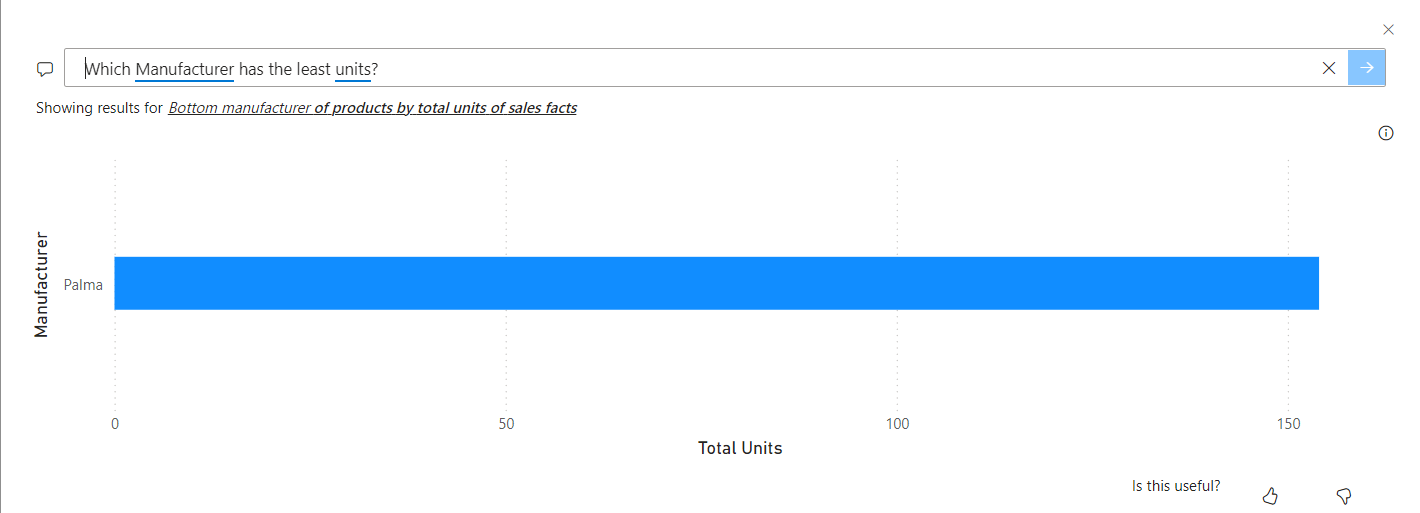 Which Manufacturer has the least units?
Showing results for Bottom manufacturer of products by total units of sales facts
Manufacturer
Palma
0 50 100 150
Total Units
Is this useful?